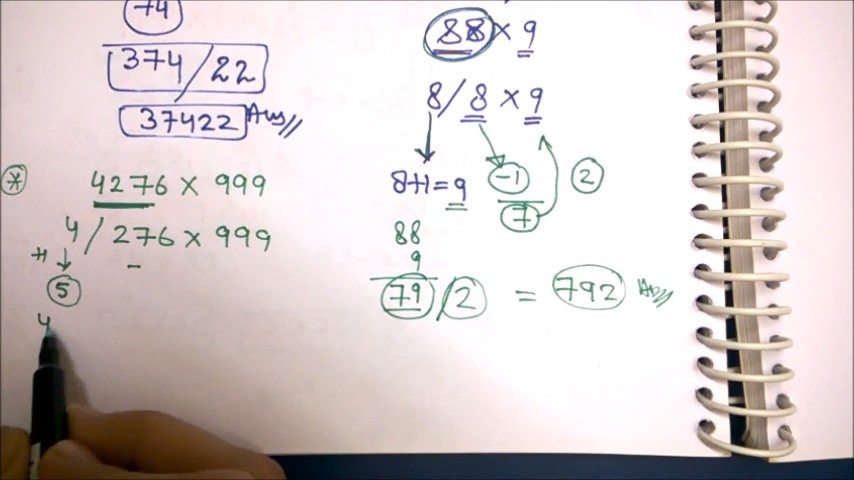 74
374/22
37422 Ans
* 4276 × 999
4/276 × 999
+1
5
4
88 × 9
8/8 × 9
8+1=9 -1 2
7
88
9
79/2 = 792 Ans